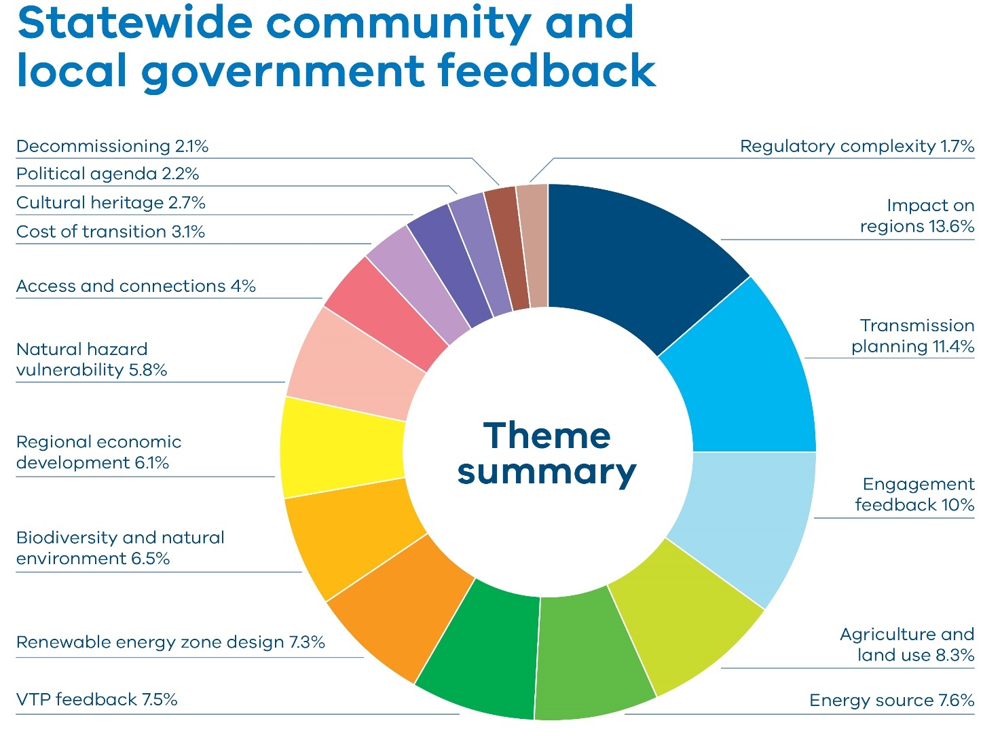 Statewide community and
local government feedback
Decommissioning 2.1%
Political agenda 2.2%
Cultural heritage 2.7%
Cost of transition 3.1%
Access and connections 4%
Natural hazard
vulnerability 5.8%
Regional economic
development 6.1%
Biodiversity and natural
environment 6.5%
Renewable energy zone design 7.3%
VTP feedback 7.5%
Theme
summary
Regulatory complexity 1.7%
Impact on
regions 13.6%
Transmission
planning 11.4%
Engagement
feedback 10%
Agriculture and
land use 8.3%
Energy source 7.6%